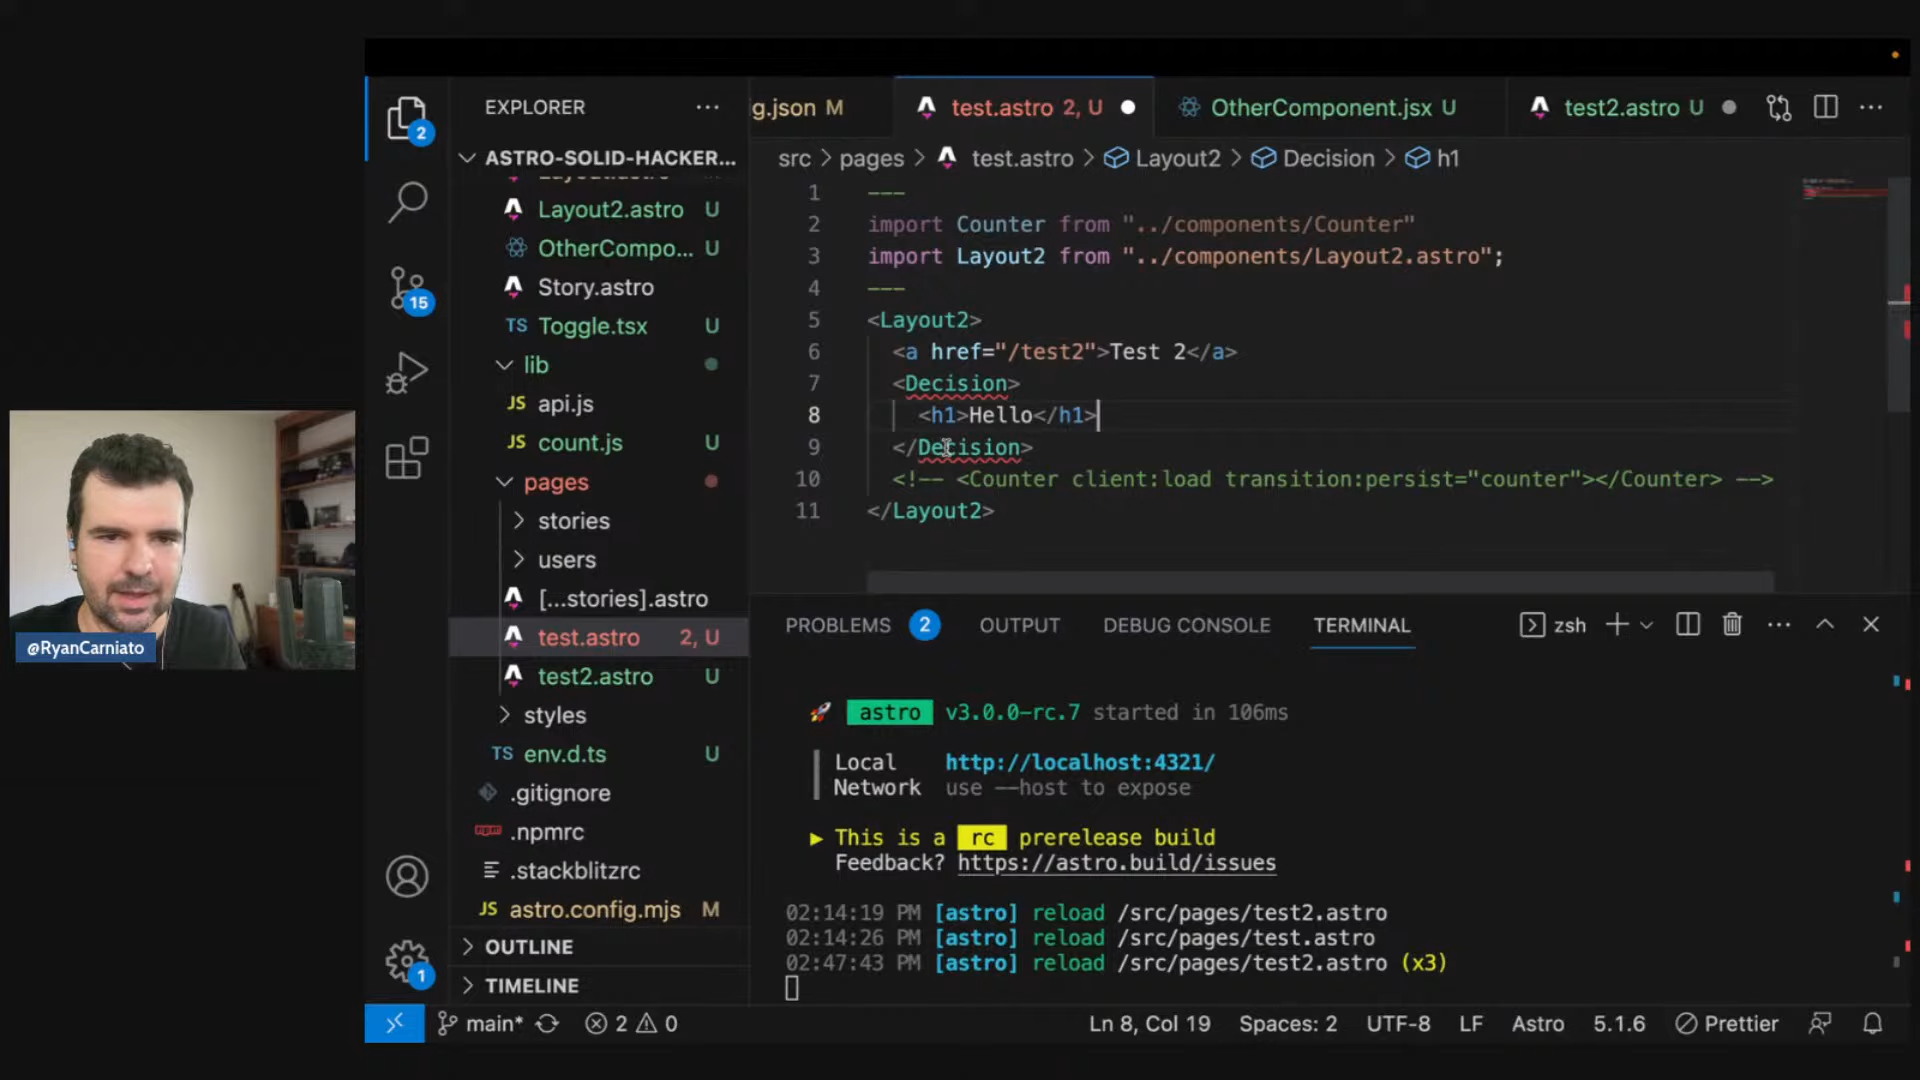 EXPLORER
ASTRO-SOLID-HACKER...
Layout2.astro U
OtherCompo... U
Story.astro
TS Toggle.tsx U
lib
JS api.js
JS count.js U
pages
stories
users
[...stories].astro
test.astro 2, U
test2.astro U
styles
TS env.d.ts U
.gitignore
.npmrc
.stackblitzrc
JS astro.config.mjs M
OUTLINE
TIMELINE
2
15
1
@RyanCarniato
g.json M
test.astro 2, U
OtherComponent.jsx U
test2.astro U
src > pages > test.astro > Layout2 > Decision > h1
1 ---
2 import Counter from "../components/Counter"
3 import Layout2 from "../components/Layout2.astro";
4 ---
5 <Layout2>
6 <a href="/test2">Test 2</a>
7 <Decision>
8 <h1>Hello</h1>
9 </Decision>
10 <!-- <Counter client:load transition:persist="counter"></Counter> -->
11 </Layout2>
PROBLEMS 2 OUTPUT DEBUG CONSOLE TERMINAL zsh
astro v3.0.0-rc.7 started in 106ms
Local http://localhost:4321/
Network use --host to expose
This is a rc prerelease build
Feedback? https://astro.build/issues
02:14:19 PM [astro] reload /src/pages/test2.astro
02:14:26 PM [astro] reload /src/pages/test.astro
02:47:43 PM [astro] reload /src/pages/test2.astro (x3)
main* 2 0 Ln 8, Col 19 Spaces: 2 UTF-8 LF Astro 5.1.6 Prettier